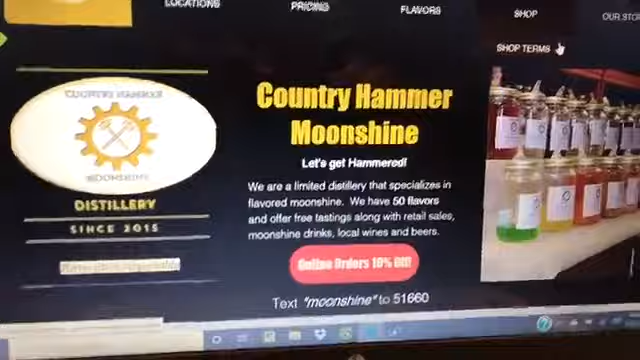 LOCATIONS
PRICING
FLAVORS
SHOP
OUR STO
SHOP TERMS
COUNTRY HAMMER
MOONSHINE
DISTILLERY
SINCE 2015
Country Hammer
Moonshine
Let's get Hammered!
We are a limited distillery that specializes in
flavored moonshine. We have 50 flavors
and offer free tastings along with retail sales,
moonshine drinks, local wines and beers.
Online Orders 10% Off!
Text "moonshine" to 51660